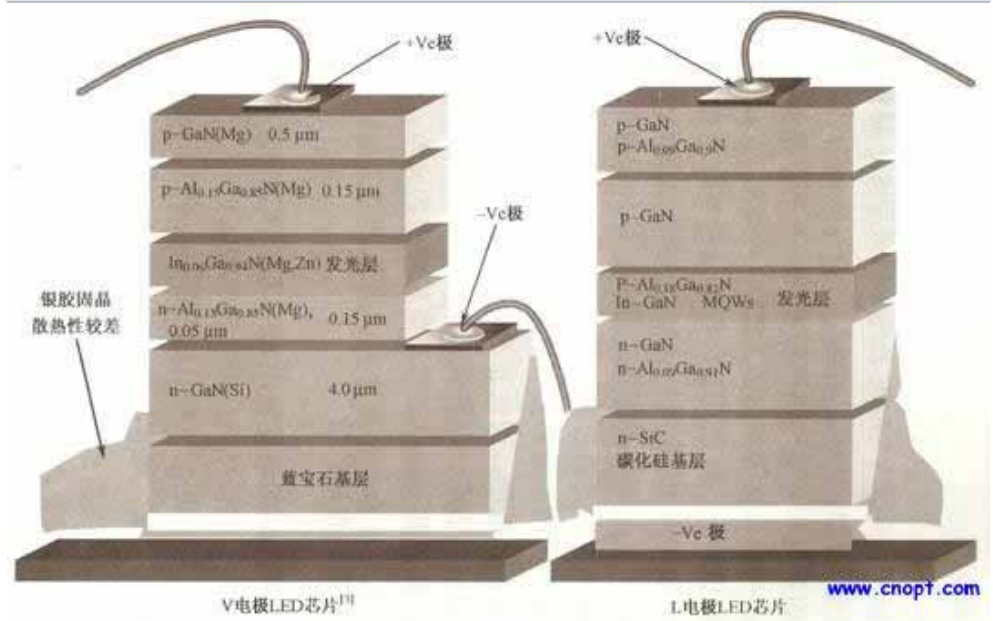 +Ve极
p-GaN(Mg) 0.5 μm
p-Al0.15Ga0.85N(Mg) 0.15 μm
-Ve极
In0.06Ga0.94N(Mg,Zn) 发光层
n-Al0.15Ga0.85N(Mg), 0.15 μm
0.05 μm
银胶固晶
散热性较差
n-GaN(Si) 4.0 μm
蓝宝石基层
V电极LED芯片[3]
+Ve极
p-GaN
p-Al0.09Ga0.9N
p-GaN
P-Al0.18Ga0.82N
In-GaN MQWs 发光层
n-GaN
n-Al0.09Ga0.91N
n-SiC
碳化硅基层
-Ve 极
L电极LED芯片
www.cnopt.com